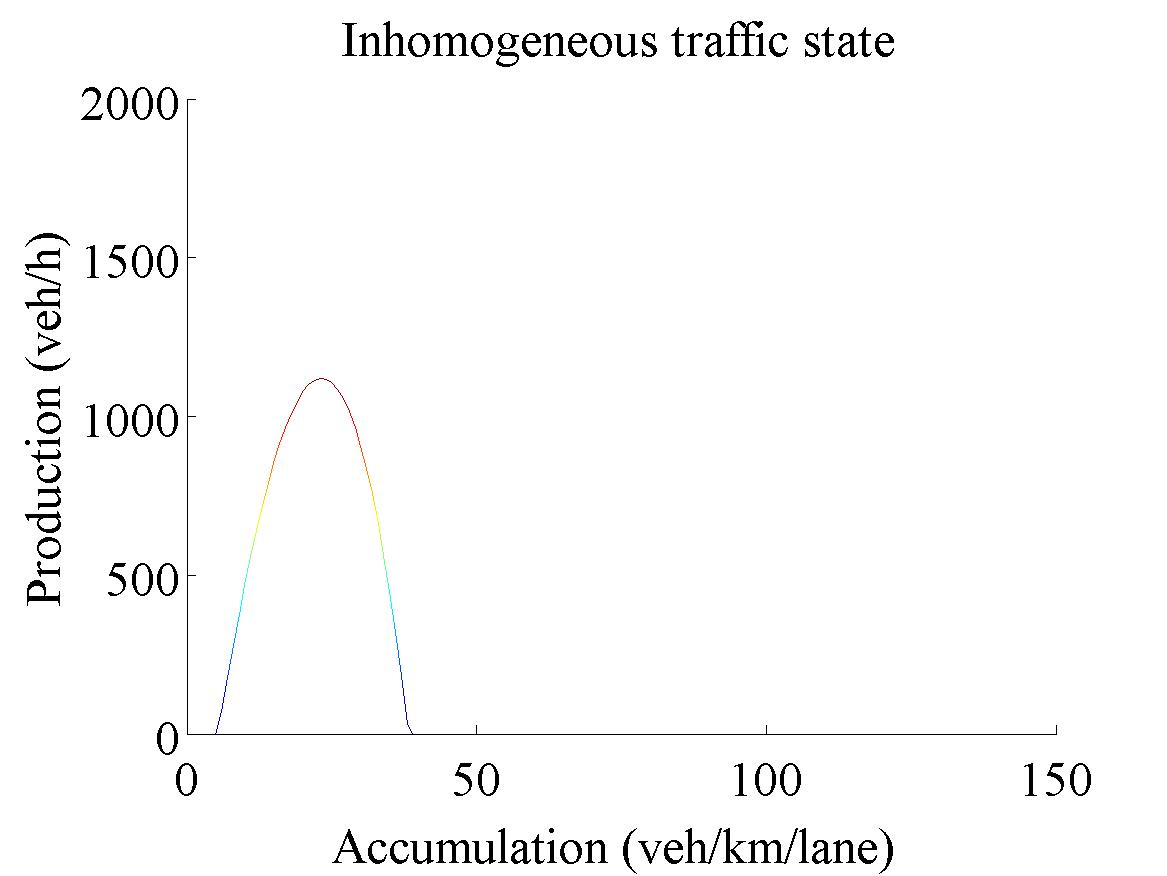 Inhomogeneous traffic state
2000
1500
1000
500
0
Production (veh/h)
0 50 100 150
Accumulation (veh/km/lane)